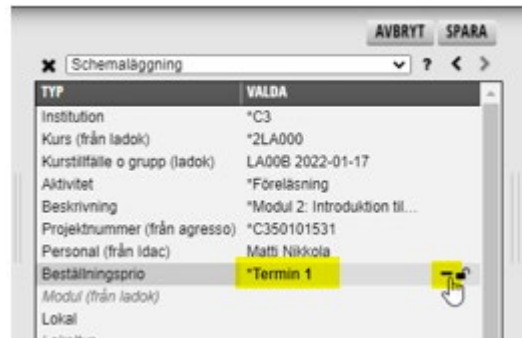 AVBRYT SPARA
Schemaläggning ?
TYP VALDA
Institution *C3
Kurs (från ladok) *2LA000
Kurstillfälle o grupp (ladok) LA00B 2022-01-17
Aktivitet *Föreläsning
Beskrivning *Modul 2: Introduktion til...
Projektnummer (från agresso) *C350101531
Personal (från Idac) Matti Nikkola
Beställningsprio *Termin 1
Modul (från ladok)
Lokal